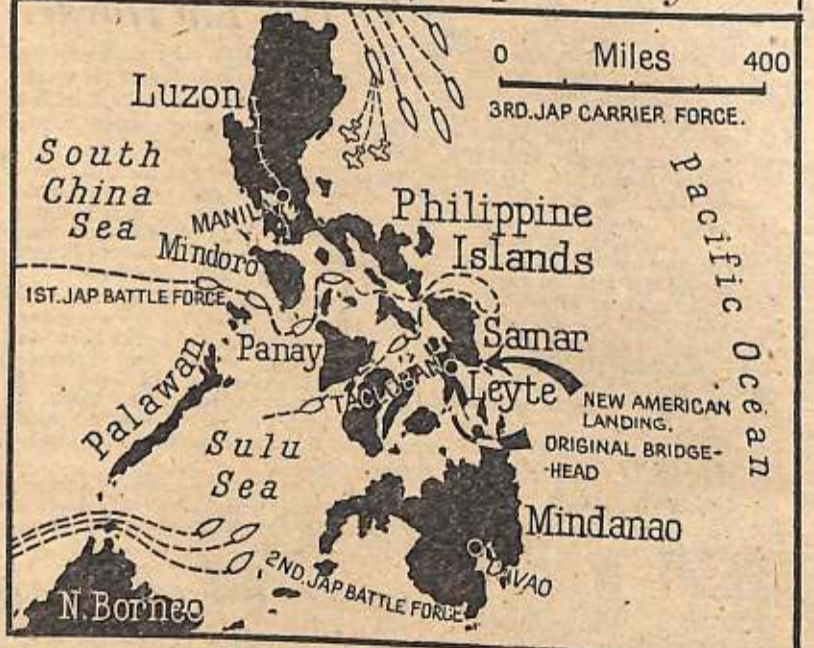 0 Miles 400
3RD. JAP CARRIER FORCE.
Luzon
South
China
Sea
MANILA
Philippine
Islands
Pacific Ocean
Mindoro
1ST. JAP BATTLE FORCE
Panay
Samar
Palawan
TACLOBAN
Leyte
NEW AMERICAN
LANDING.
ORIGINAL BRIDGE-
-HEAD
Sulu
Sea
Mindanao
2ND. JAP BATTLE FORCE
DAVAO
N. Borneo